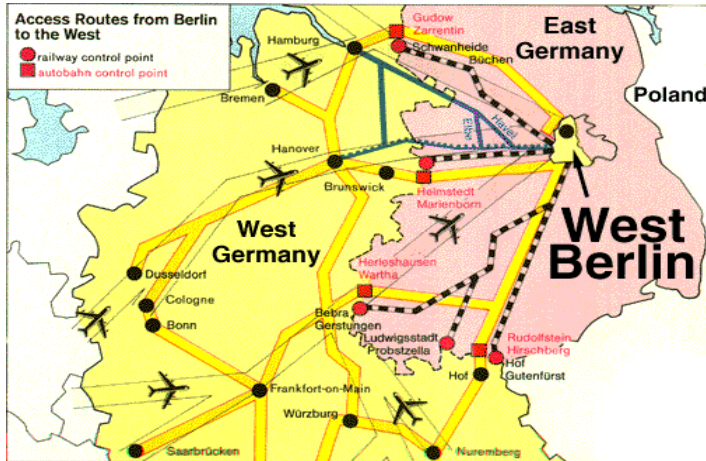 Access Routes from Berlin
to the West
railway control point
autobahn control point
Gudow
Zarrentin
East
Germany
Hamburg
Schwanheide
Büchen
Poland
Bremen
Elbe
Havel
Hanover
Brunswick
Helmstedt
Marienborn
West
Berlin
West
Germany
Herleshausen
Wartha
Dusseldorf
Cologne
Bonn
Bebra
Gerstungen
Ludwigsstadt
Probstzella
Rudolfstein
Hirschberg
Hof
Hof
Gutenfürst
Frankfort-on-Main
Würzburg
Saarbrücken
Nuremberg